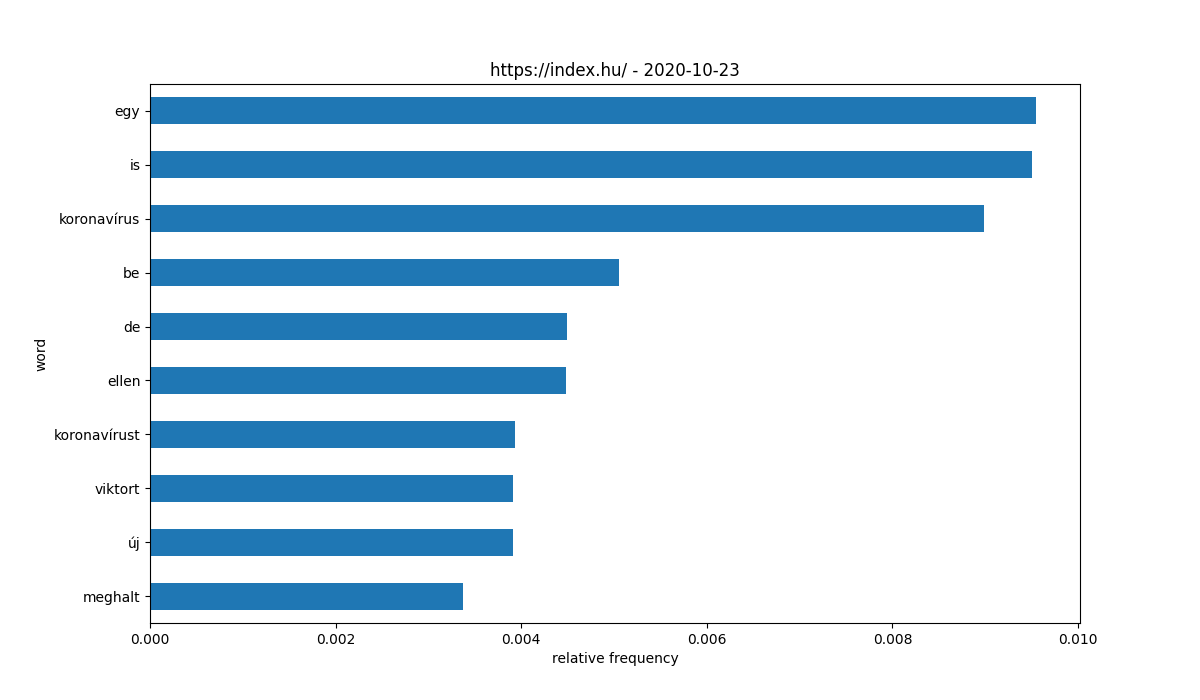 https://index.hu/ - 2020-10-23
egy
is
koronavírus
be
de
ellen
koronavírust
viktort
új
meghalt
word
0.000 0.002 0.004 0.006 0.008 0.010
relative frequency